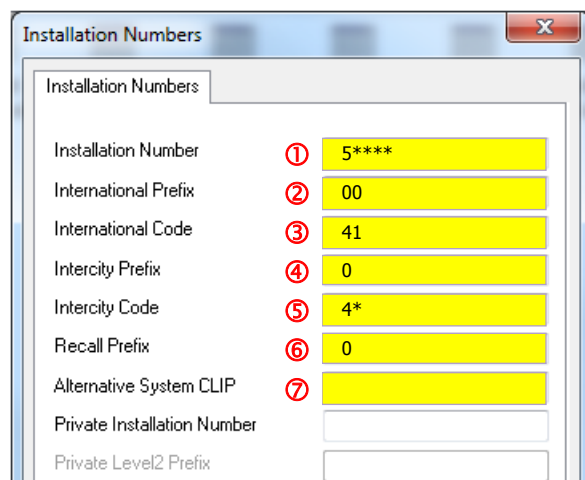 Installation Numbers
X
Installation Numbers
Installation Number ① 5****
International Prefix ② 00
International Code ③ 41
Intercity Prefix ④ 0
Intercity Code ⑤ 4*
Recall Prefix ⑥ 0
Alternative System CLIP ⑦
Private Installation Number
Private Level2 Prefix